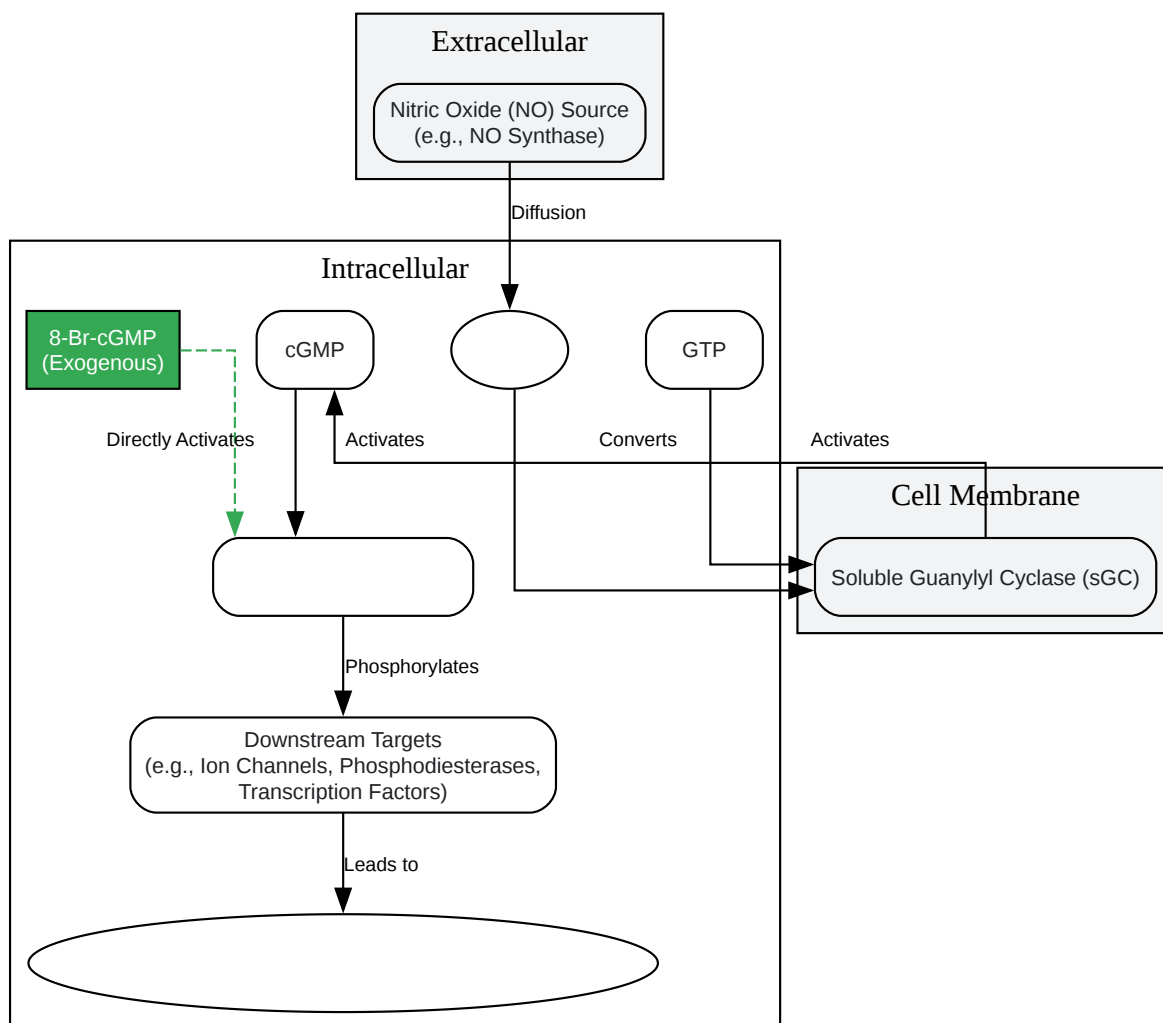 Extracellular
Nitric Oxide (NO) Source
(e.g., NO Synthase)
Diffusion
Intracellular
8-Br-cGMP
(Exogenous)
cGMP
GTP
Directly Activates
Activates
Converts
Activates
Cell Membrane
Soluble Guanylyl Cyclase (sGC)
Phosphorylates
Downstream Targets
(e.g., Ion Channels, Phosphodiesterases,
Transcription Factors)
Leads to